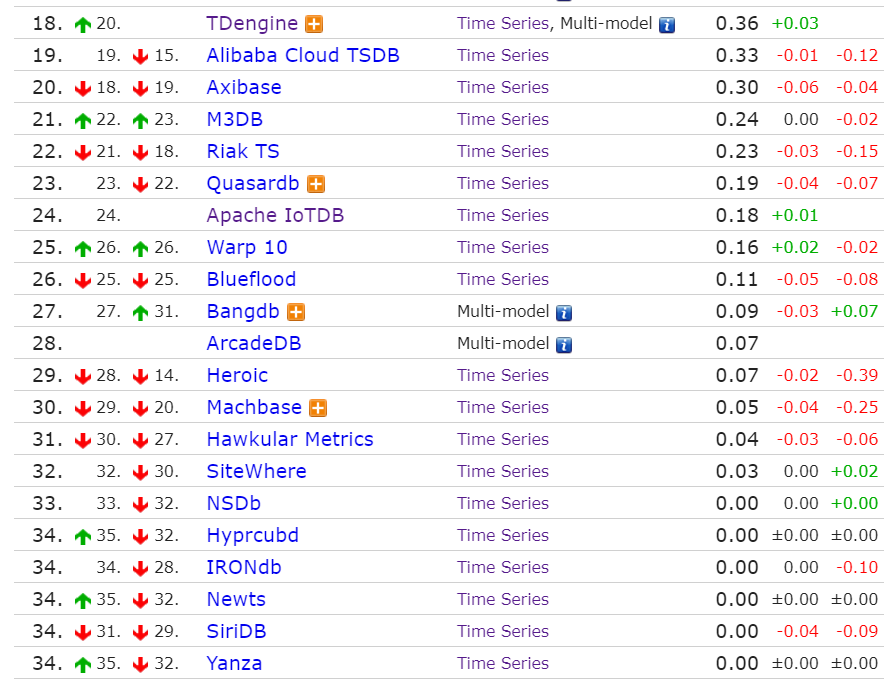 18. 20. TDengine Time Series, Multi-model i 0.36 +0.03
19. 19. 15. Alibaba Cloud TSDB Time Series 0.33 -0.01 -0.12
20. 18. 19. Axibase Time Series 0.30 -0.06 -0.04
21. 22. 23. M3DB Time Series 0.24 0.00 -0.02
22. 21. 18. Riak TS Time Series 0.23 -0.03 -0.15
23. 23. 22. Quasardb Time Series 0.19 -0.04 -0.07
24. 24. Apache IoTDB Time Series 0.18 +0.01
25. 26. 26. Warp 10 Time Series 0.16 +0.02 -0.02
26. 25. 25. Blueflood Time Series 0.11 -0.05 -0.08
27. 27. 31. Bangdb Multi-model i 0.09 -0.03 +0.07
28. ArcadeDB Multi-model i 0.07
29. 28. 14. Heroic Time Series 0.07 -0.02 -0.39
30. 29. 20. Machbase Time Series 0.05 -0.04 -0.25
31. 30. 27. Hawkular Metrics Time Series 0.04 -0.03 -0.06
32. 32. 30. SiteWhere Time Series 0.03 0.00 +0.02
33. 33. 32. NSDb Time Series 0.00 0.00 +0.00
34. 35. 32. Hyprcubd Time Series 0.00 ±0.00 ±0.00
34. 34. 28. IRONdb Time Series 0.00 0.00 -0.10
34. 35. 32. Newts Time Series 0.00 ±0.00 ±0.00
34. 31. 29. SiriDB Time Series 0.00 -0.04 -0.09
34. 35. 32. Yanza Time Series 0.00 ±0.00 ±0.00